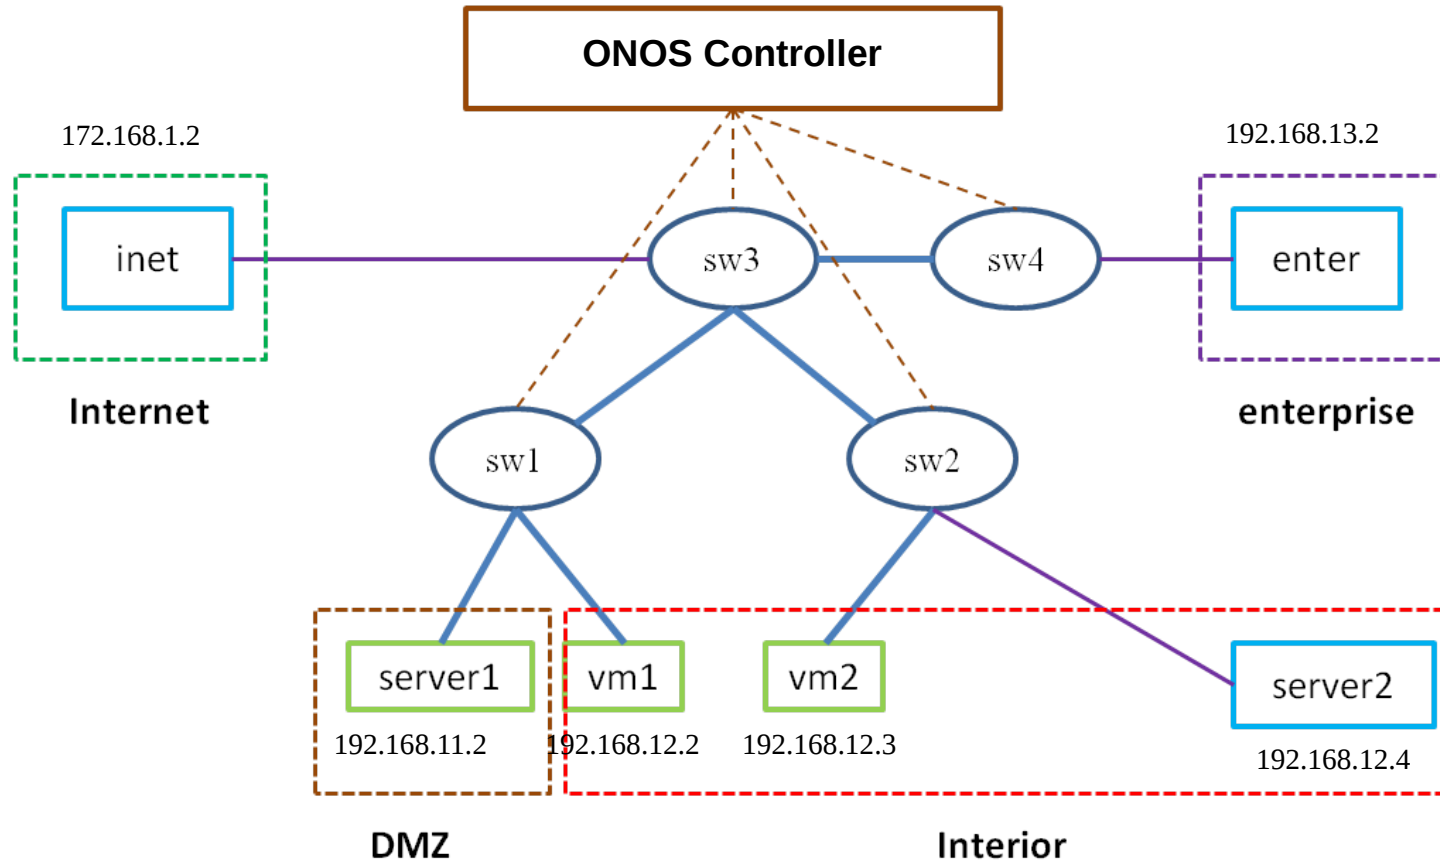 ONOS Controller
172.168.1.2
192.168.13.2
inet
sw3
sw4
enter
Internet
enterprise
sw1
sw2
server1
vm1
vm2
server2
192.168.11.2
192.168.12.2
192.168.12.3
192.168.12.4
DMZ
Interior